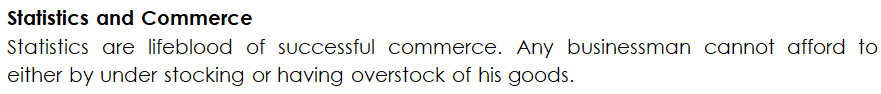 Statistics and Commerce
Statistics are lifeblood of successful commerce. Any businessman cannot afford to
either by under stocking or having overstock of his goods.